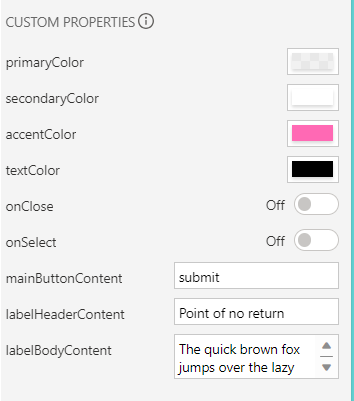 CUSTOM PROPERTIES
primaryColor
secondaryColor
accentColor
textColor
onClose Off
onSelect Off
mainButtonContent submit
labelHeaderContent Point of no return
labelBodyContent The quick brown fox
jumps over the lazy